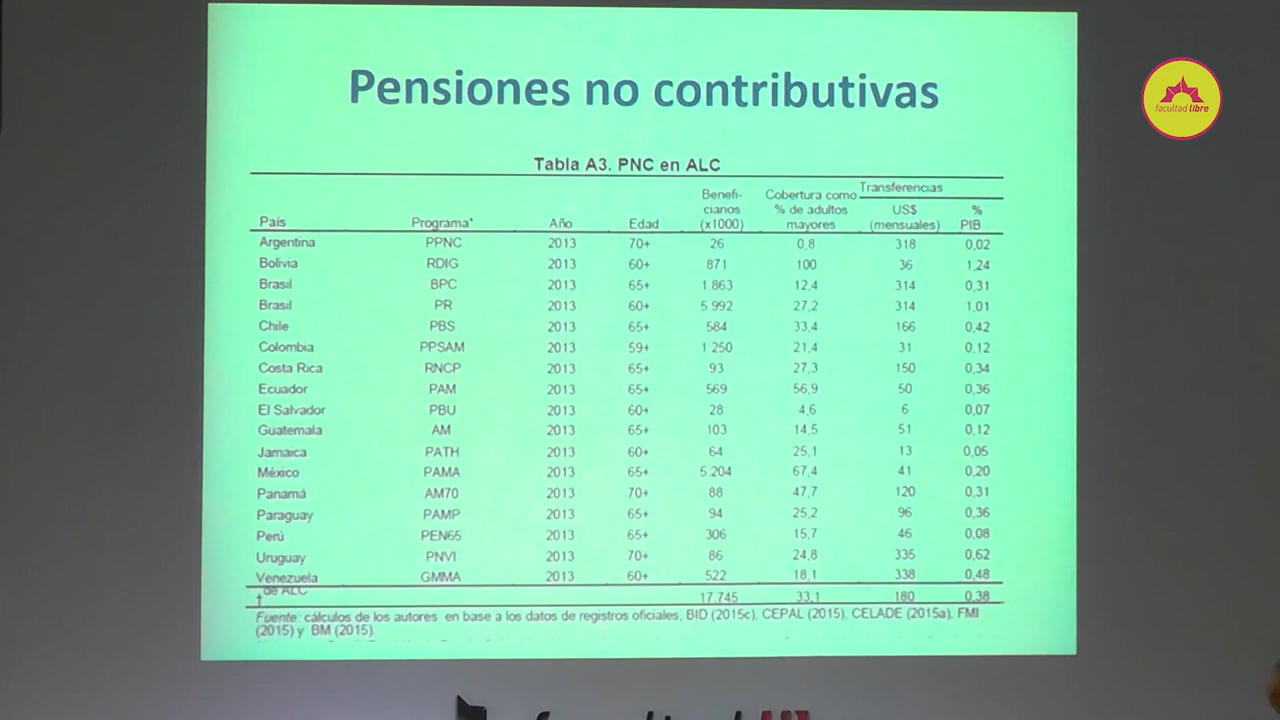 Pensiones no contributivas
facultad libre
Tabla A3. PNC en ALC
País Programa* Año Edad Benefi-cianos (x1000) Cobertura como % de adultos mayores Transferencias US$ (mensuales) % PIB
Argentina PPNC 2013 70+ 26 0,8 318 0,02
Bolivia RDIG 2013 60+ 871 100 36 1,24
Brasil BPC 2013 65+ 1.863 12,4 314 0,31
Brasil PR 2013 60+ 5.992 27,2 314 1,01
Chile PBS 2013 65+ 584 33,4 166 0,42
Colombia PPSAM 2013 59+ 1.250 21,4 31 0,12
Costa Rica RNCP 2013 65+ 93 27,3 150 0,34
Ecuador PAM 2013 65+ 569 56,9 50 0,36
El Salvador PBU 2013 60+ 28 4,6 6 0,07
Guatemala AM 2013 65+ 103 14,5 51 0,12
Jamaica PATH 2013 60+ 64 25,1 13 0,05
México PAMA 2013 65+ 5.204 67,4 41 0,20
Panamá AM70 2013 70+ 88 47,7 120 0,31
Paraguay PAMP 2013 65+ 94 25,2 96 0,36
Perú PEN65 2013 65+ 306 15,7 46 0,08
Uruguay PNVI 2013 70+ 86 24,8 335 0,62
Venezuela GMMA 2013 60+ 522 18,1 338 0,48
de ALC 17.745 33,1 180 0,38
Fuente: cálculos de los autores en base a los datos de registros oficiales, BID (2015c), CEPAL (2015), CELADE (2015a), FMI
(2015) y BM (2015).